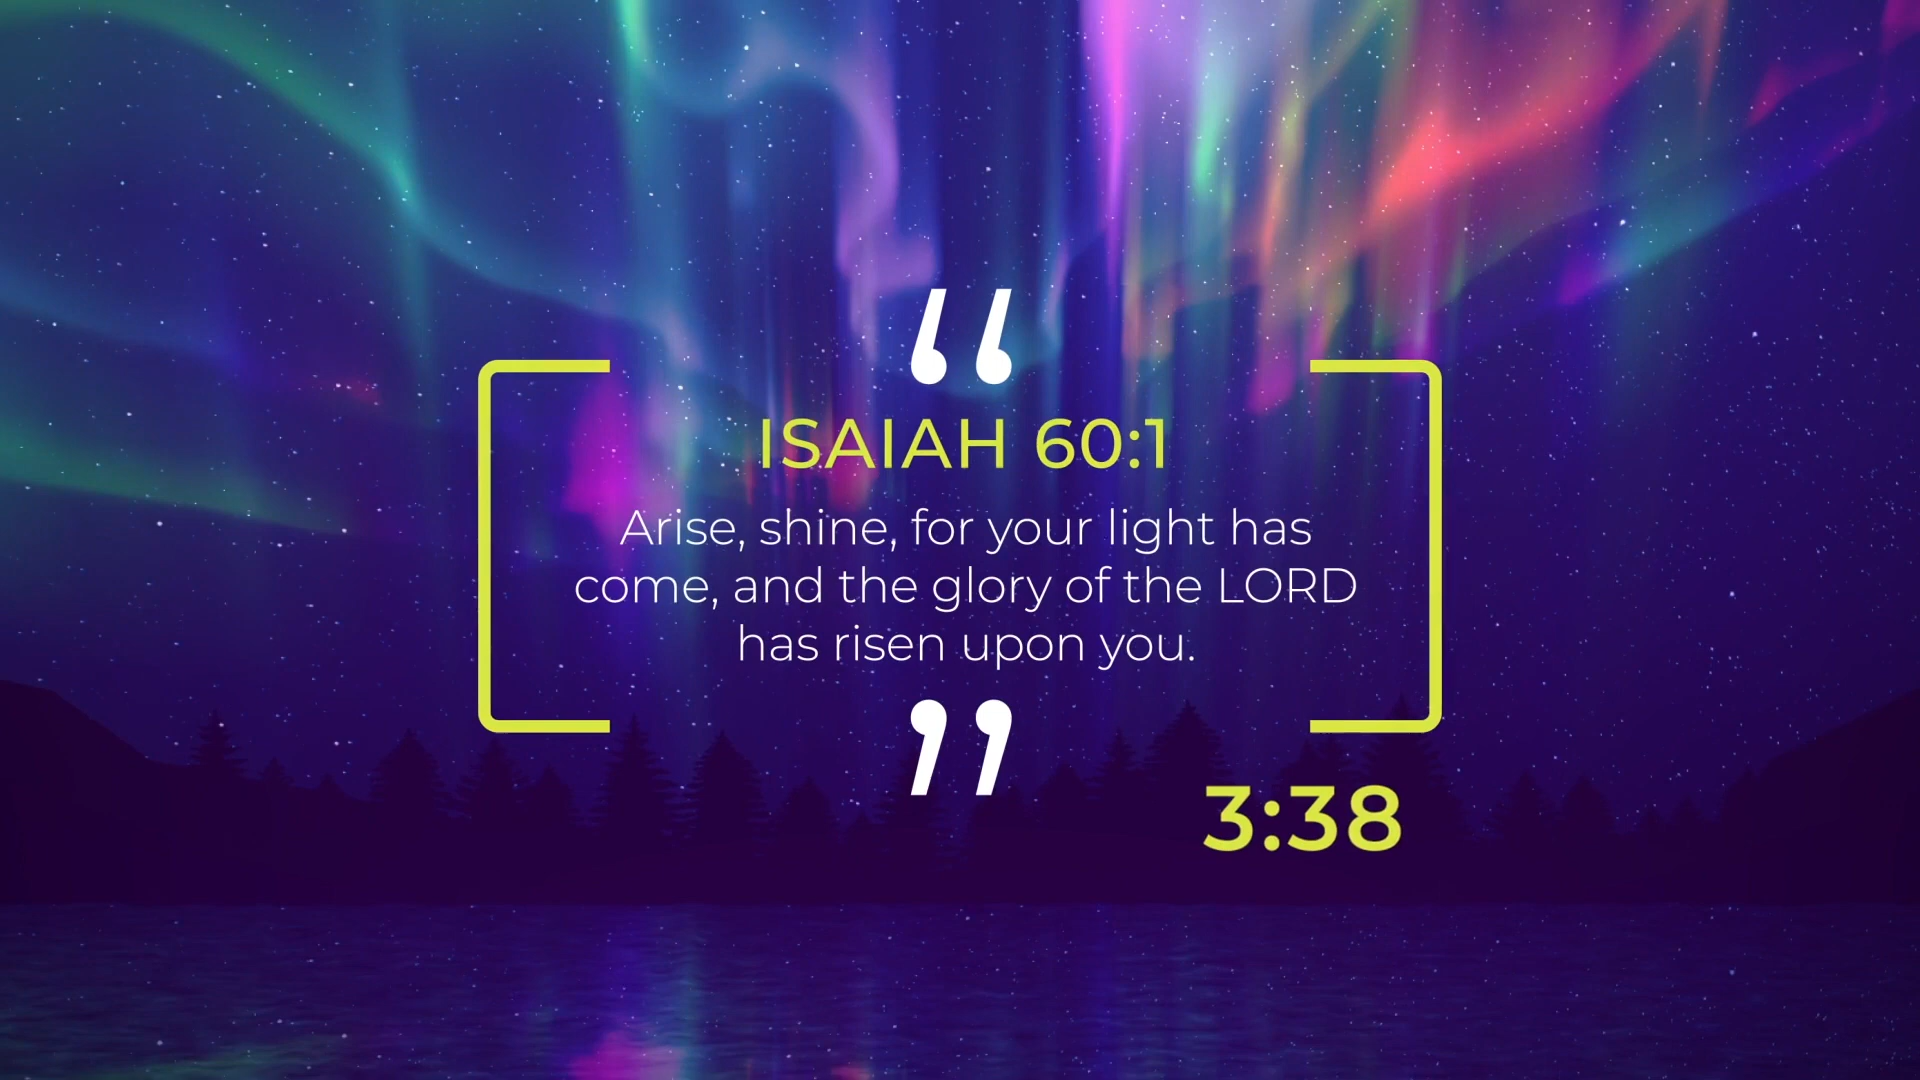 “
ISAIAH 60:1
Arise, shine, for your light has
come, and the glory of the LORD
has risen upon you.
”
3:38